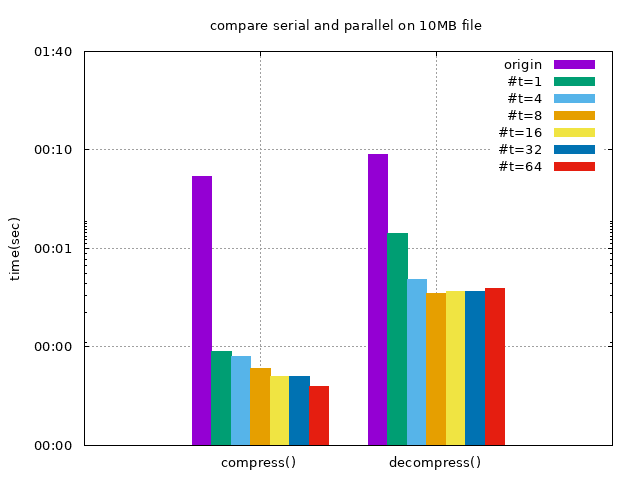 compare serial and parallel on 10MB file
01:40
00:10
00:01
00:00
00:00
time(sec)
origin
#t=1
#t=4
#t=8
#t=16
#t=32
#t=64
compress()
decompress()